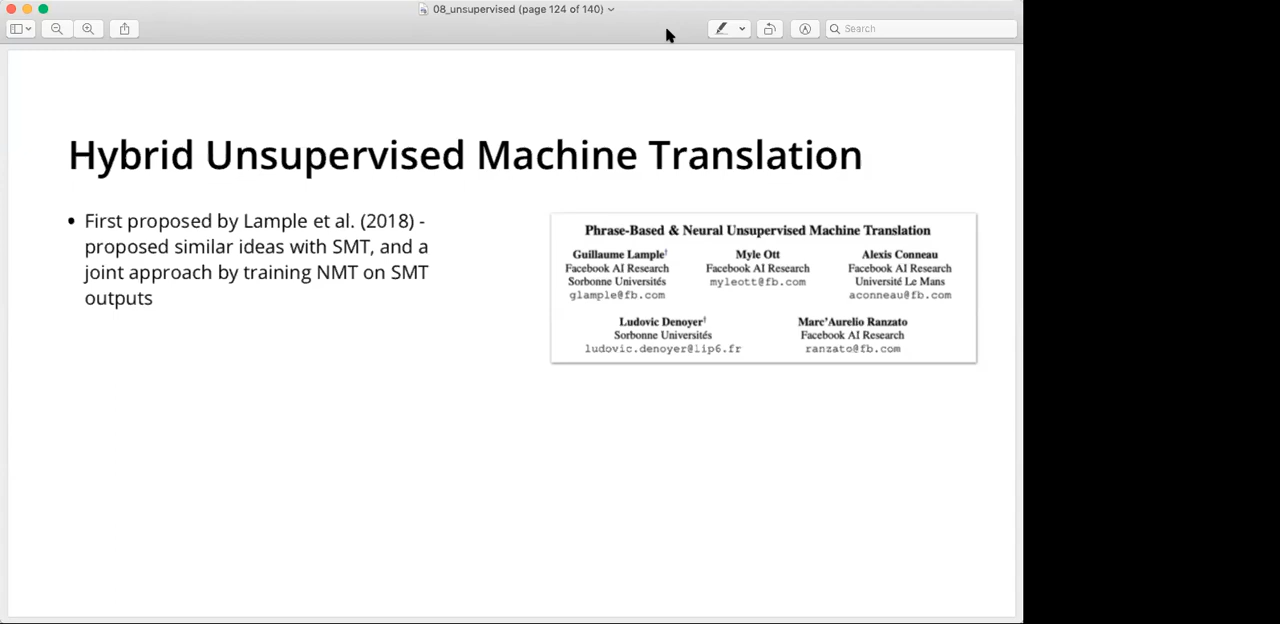 08_unsupervised (page 124 of 140)
Search
Hybrid Unsupervised Machine Translation
• First proposed by Lample et al. (2018) -
proposed similar ideas with SMT, and a
joint approach by training NMT on SMT
outputs
Phrase-Based & Neural Unsupervised Machine Translation
Guillaume Lample†
Facebook AI Research
Sorbonne Universités
glample@fb.com
Myle Ott
Facebook AI Research
myleott@fb.com
Alexis Conneau
Facebook AI Research
Université Le Mans
aconneau@fb.com
Ludovic Denoyer†
Sorbonne Universités
ludovic.denoyer@lip6.fr
Marc'Aurelio Ranzato
Facebook AI Research
ranzato@fb.com